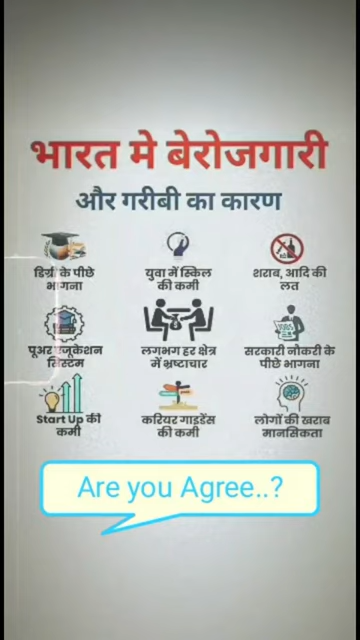 भारत मे बेरोजगारी
और गरीबी का कारण
डिग्री के पीछे
भागना
युवा में स्किल
की कमी
शराब, आदि की
लत
पूअर एजूकेशन
सिस्टम
लगभग हर क्षेत्र
में भ्रष्टाचार
सरकारी नोकरी के
पीछे भागना
Start Up की
कमी
करियर गाइडेंस
की कमी
लोगों की खराब
मानसिकता
Are you Agree..?